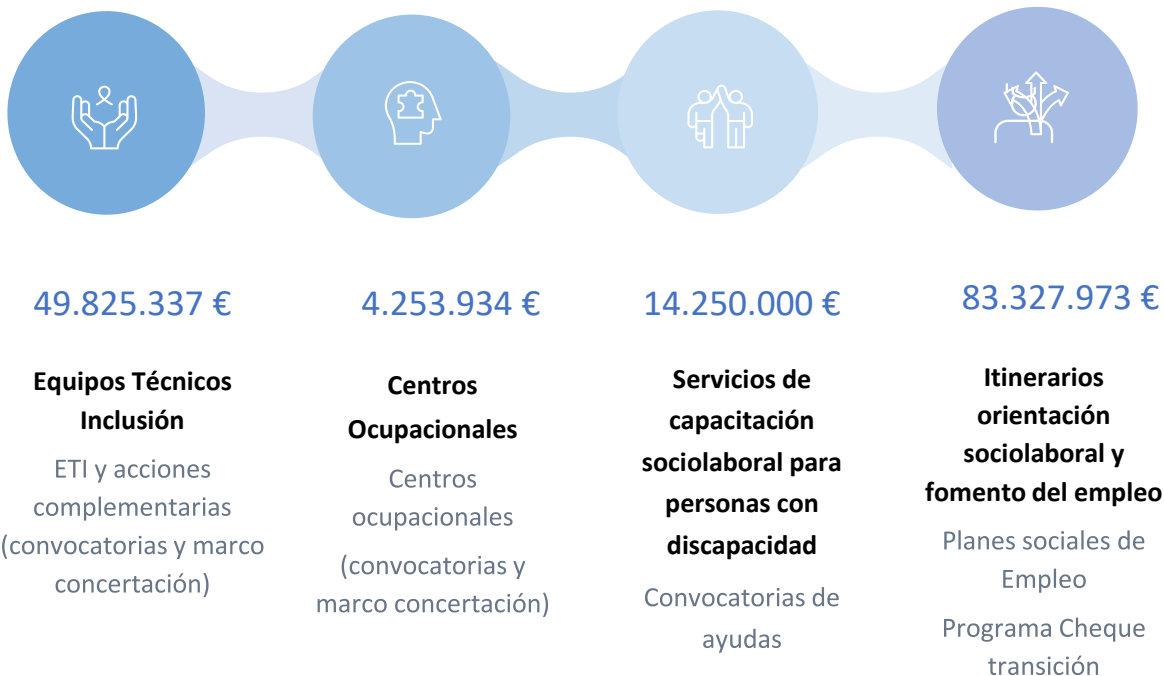 49.825.337 €
Equipos Técnicos
Inclusión
ETI y acciones
complementarias
(convocatorias y marco
concertación)
4.253.934 €
Centros
Ocupacionales
Centros
ocupacionales
(convocatorias y
marco concertación)
14.250.000 €
Servicios de
capacitación
sociolaboral para
personas con
discapacidad
Convocatorias de
ayudas
83.327.973 €
Itinerarios
orientación
sociolaboral y
fomento del empleo
Planes sociales de
Empleo
Programa Cheque
transición